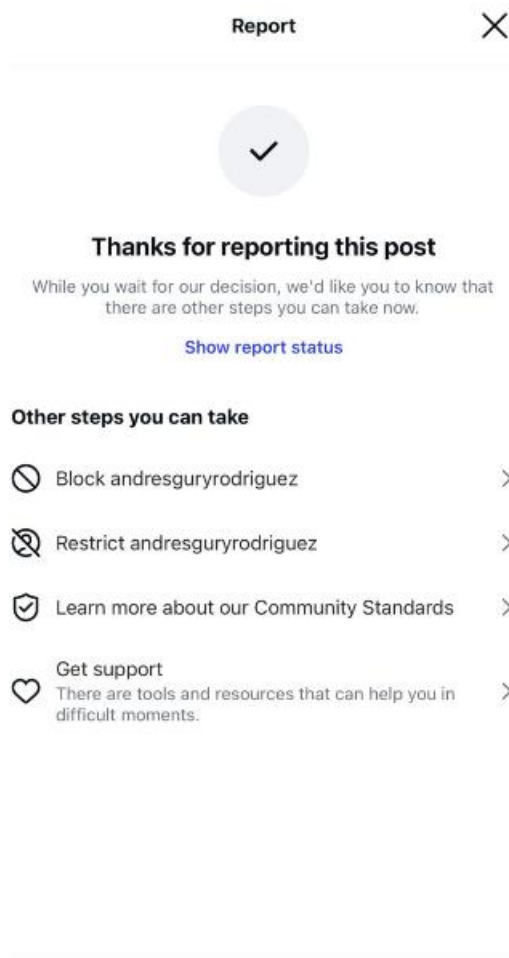 Report
Thanks for reporting this post
While you wait for our decision, we'd like you to know that
there are other steps you can take now.
Show report status
Other steps you can take
Block andresguryrodriguez
Restrict andresguryrodriguez
Learn more about our Community Standards
Get support
There are tools and resources that can help you in
difficult moments.